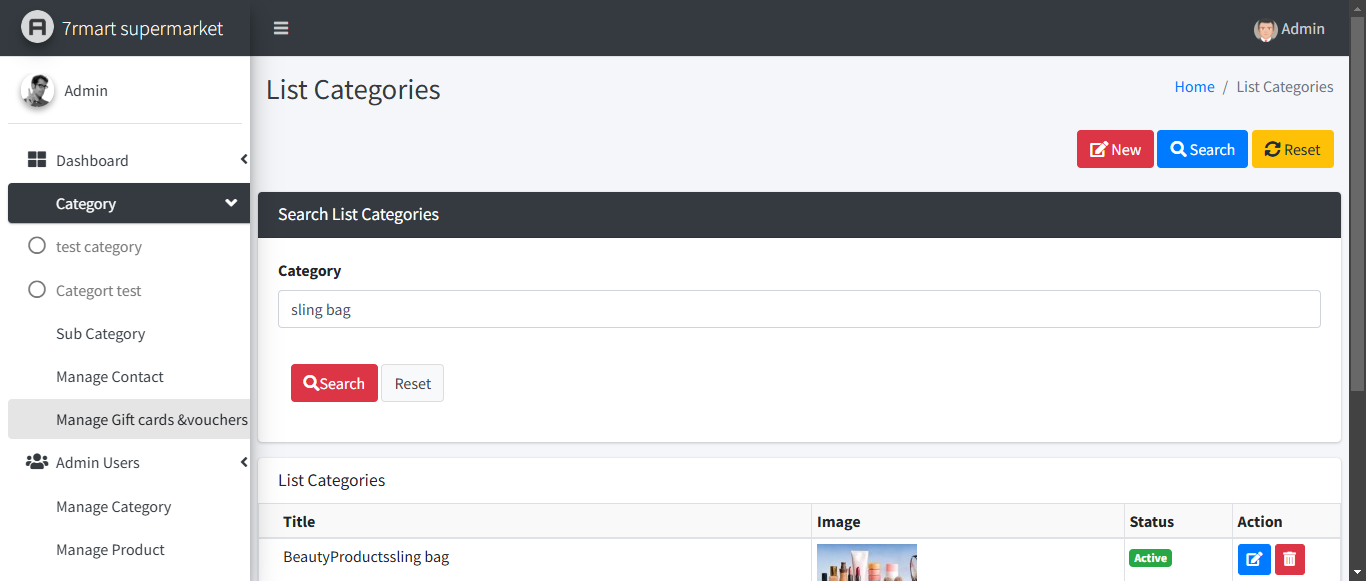 7rmart supermarket
Admin
Admin
List Categories
Home / List Categories
New
Search
Reset
Dashboard
Category
test category
Categort test
Sub Category
Manage Contact
Manage Gift cards &vouchers
Admin Users
Manage Category
Manage Product
Search List Categories
Category
sling bag
Search
Reset
List Categories
Title Image Status Action
BeautyProductssling bag Active